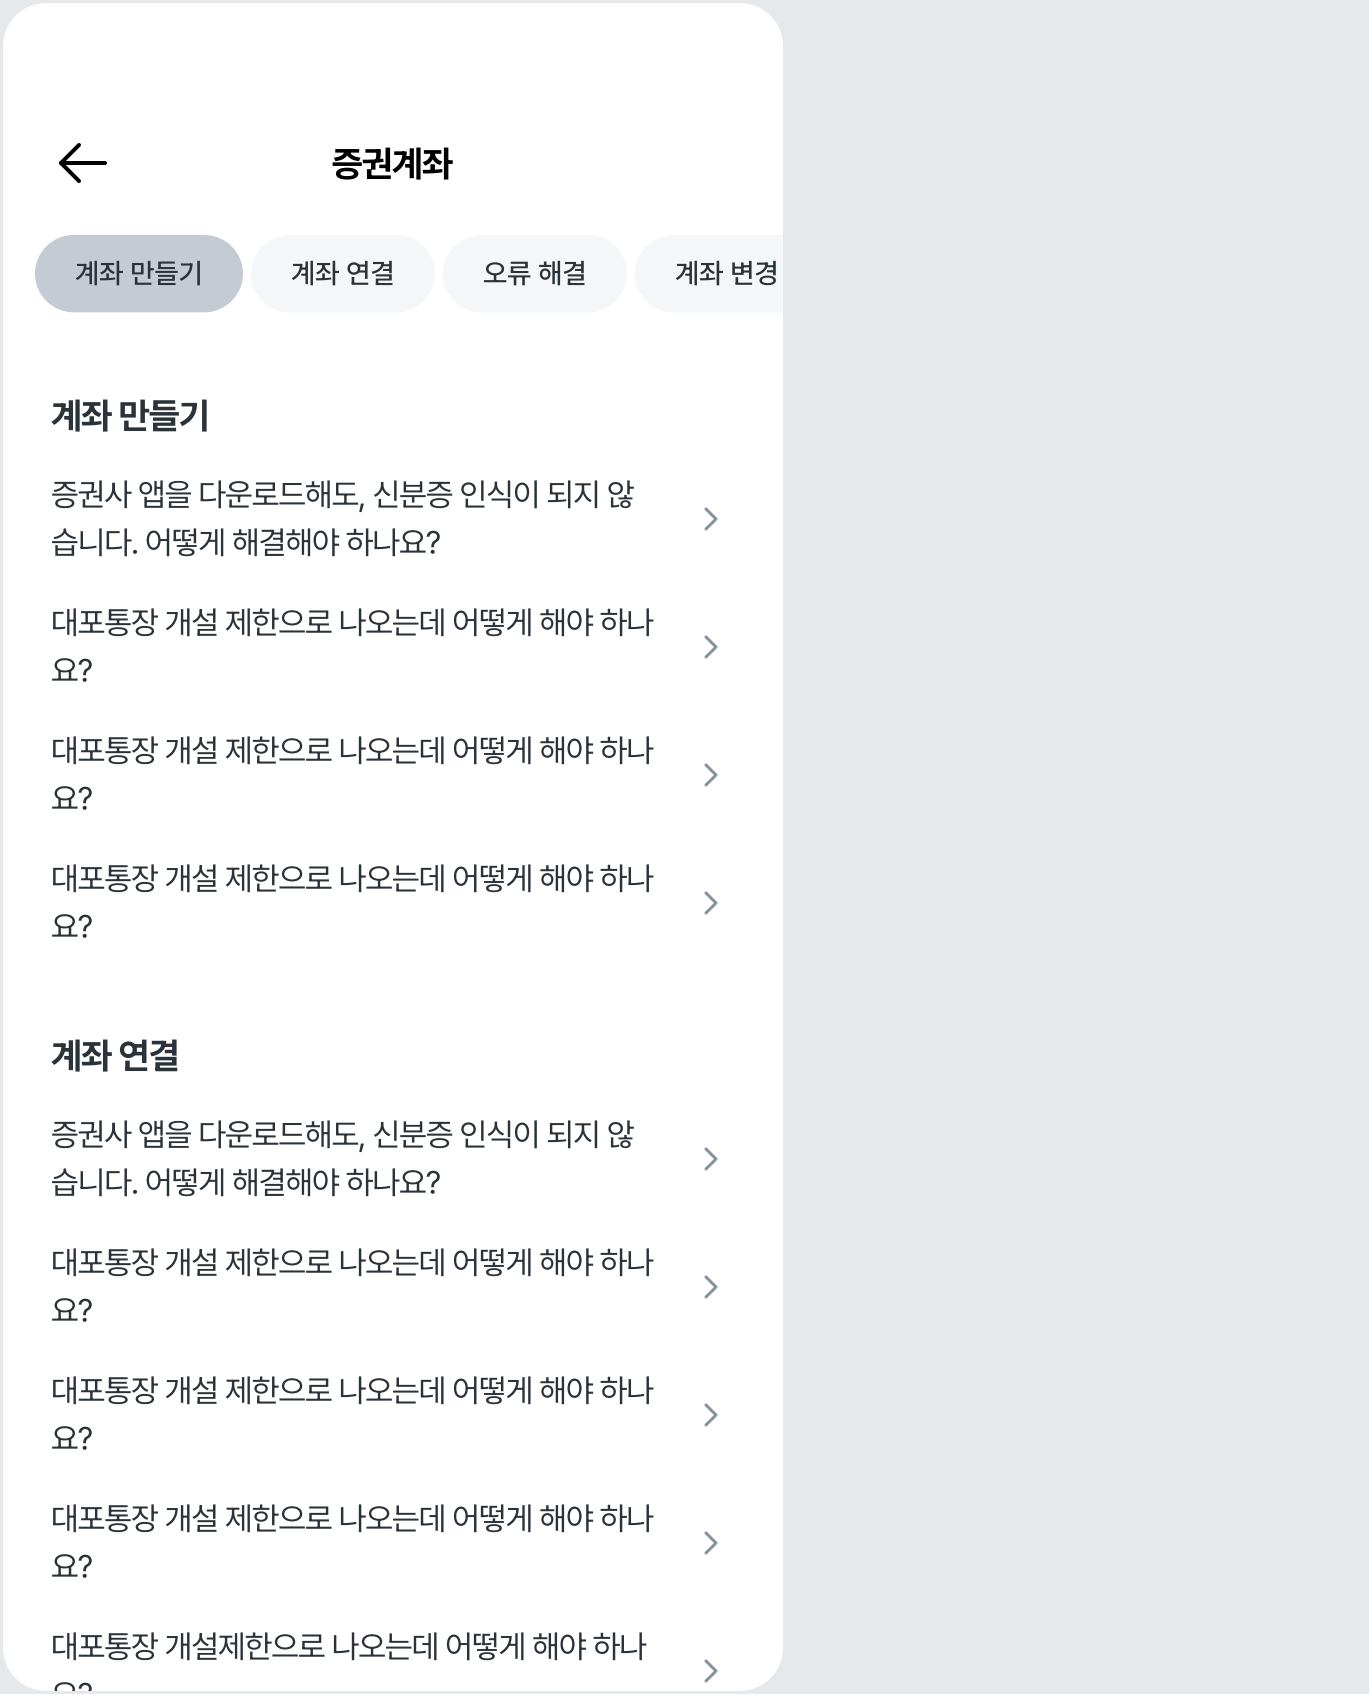 증권계좌
계좌 만들기
계좌 연결
오류 해결
계좌 변경
계좌 만들기
증권사 앱을 다운로드해도, 신분증 인식이 되지 않
습니다. 어떻게 해결해야 하나요?
대포통장 개설 제한으로 나오는데 어떻게 해야 하나
요?
대포통장 개설 제한으로 나오는데 어떻게 해야 하나
요?
대포통장 개설 제한으로 나오는데 어떻게 해야 하나
요?
계좌 연결
증권사 앱을 다운로드해도, 신분증 인식이 되지 않
습니다. 어떻게 해결해야 하나요?
대포통장 개설 제한으로 나오는데 어떻게 해야 하나
요?
대포통장 개설 제한으로 나오는데 어떻게 해야 하나
요?
대포통장 개설 제한으로 나오는데 어떻게 해야 하나
요?
대포통장 개설제한으로 나오는데 어떻게 해야 하나